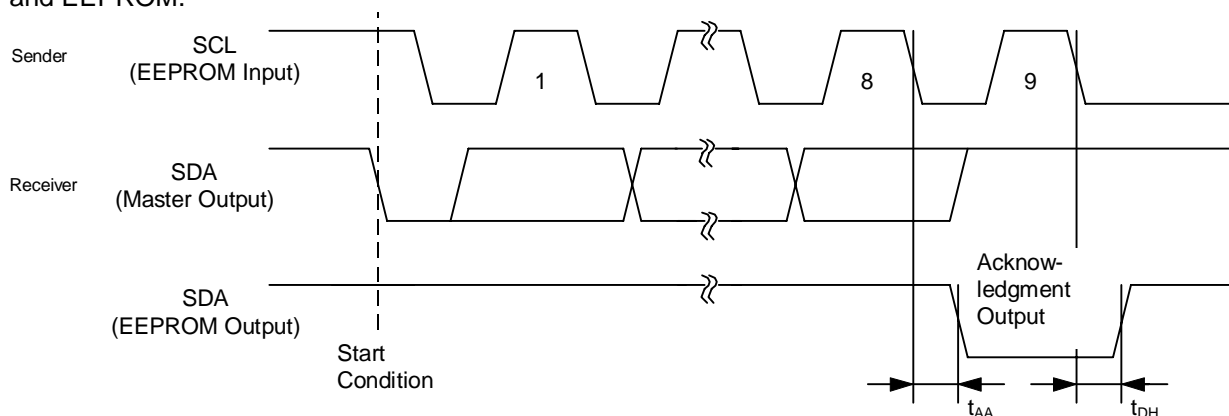 and EEPROM.
Sender
SCL
(EEPROM Input)
1
8
9
Receiver
SDA
(Master Output)
SDA
(EEPROM Output)
Acknow-
ledgment
Output
Start
Condition
tAA
tDH